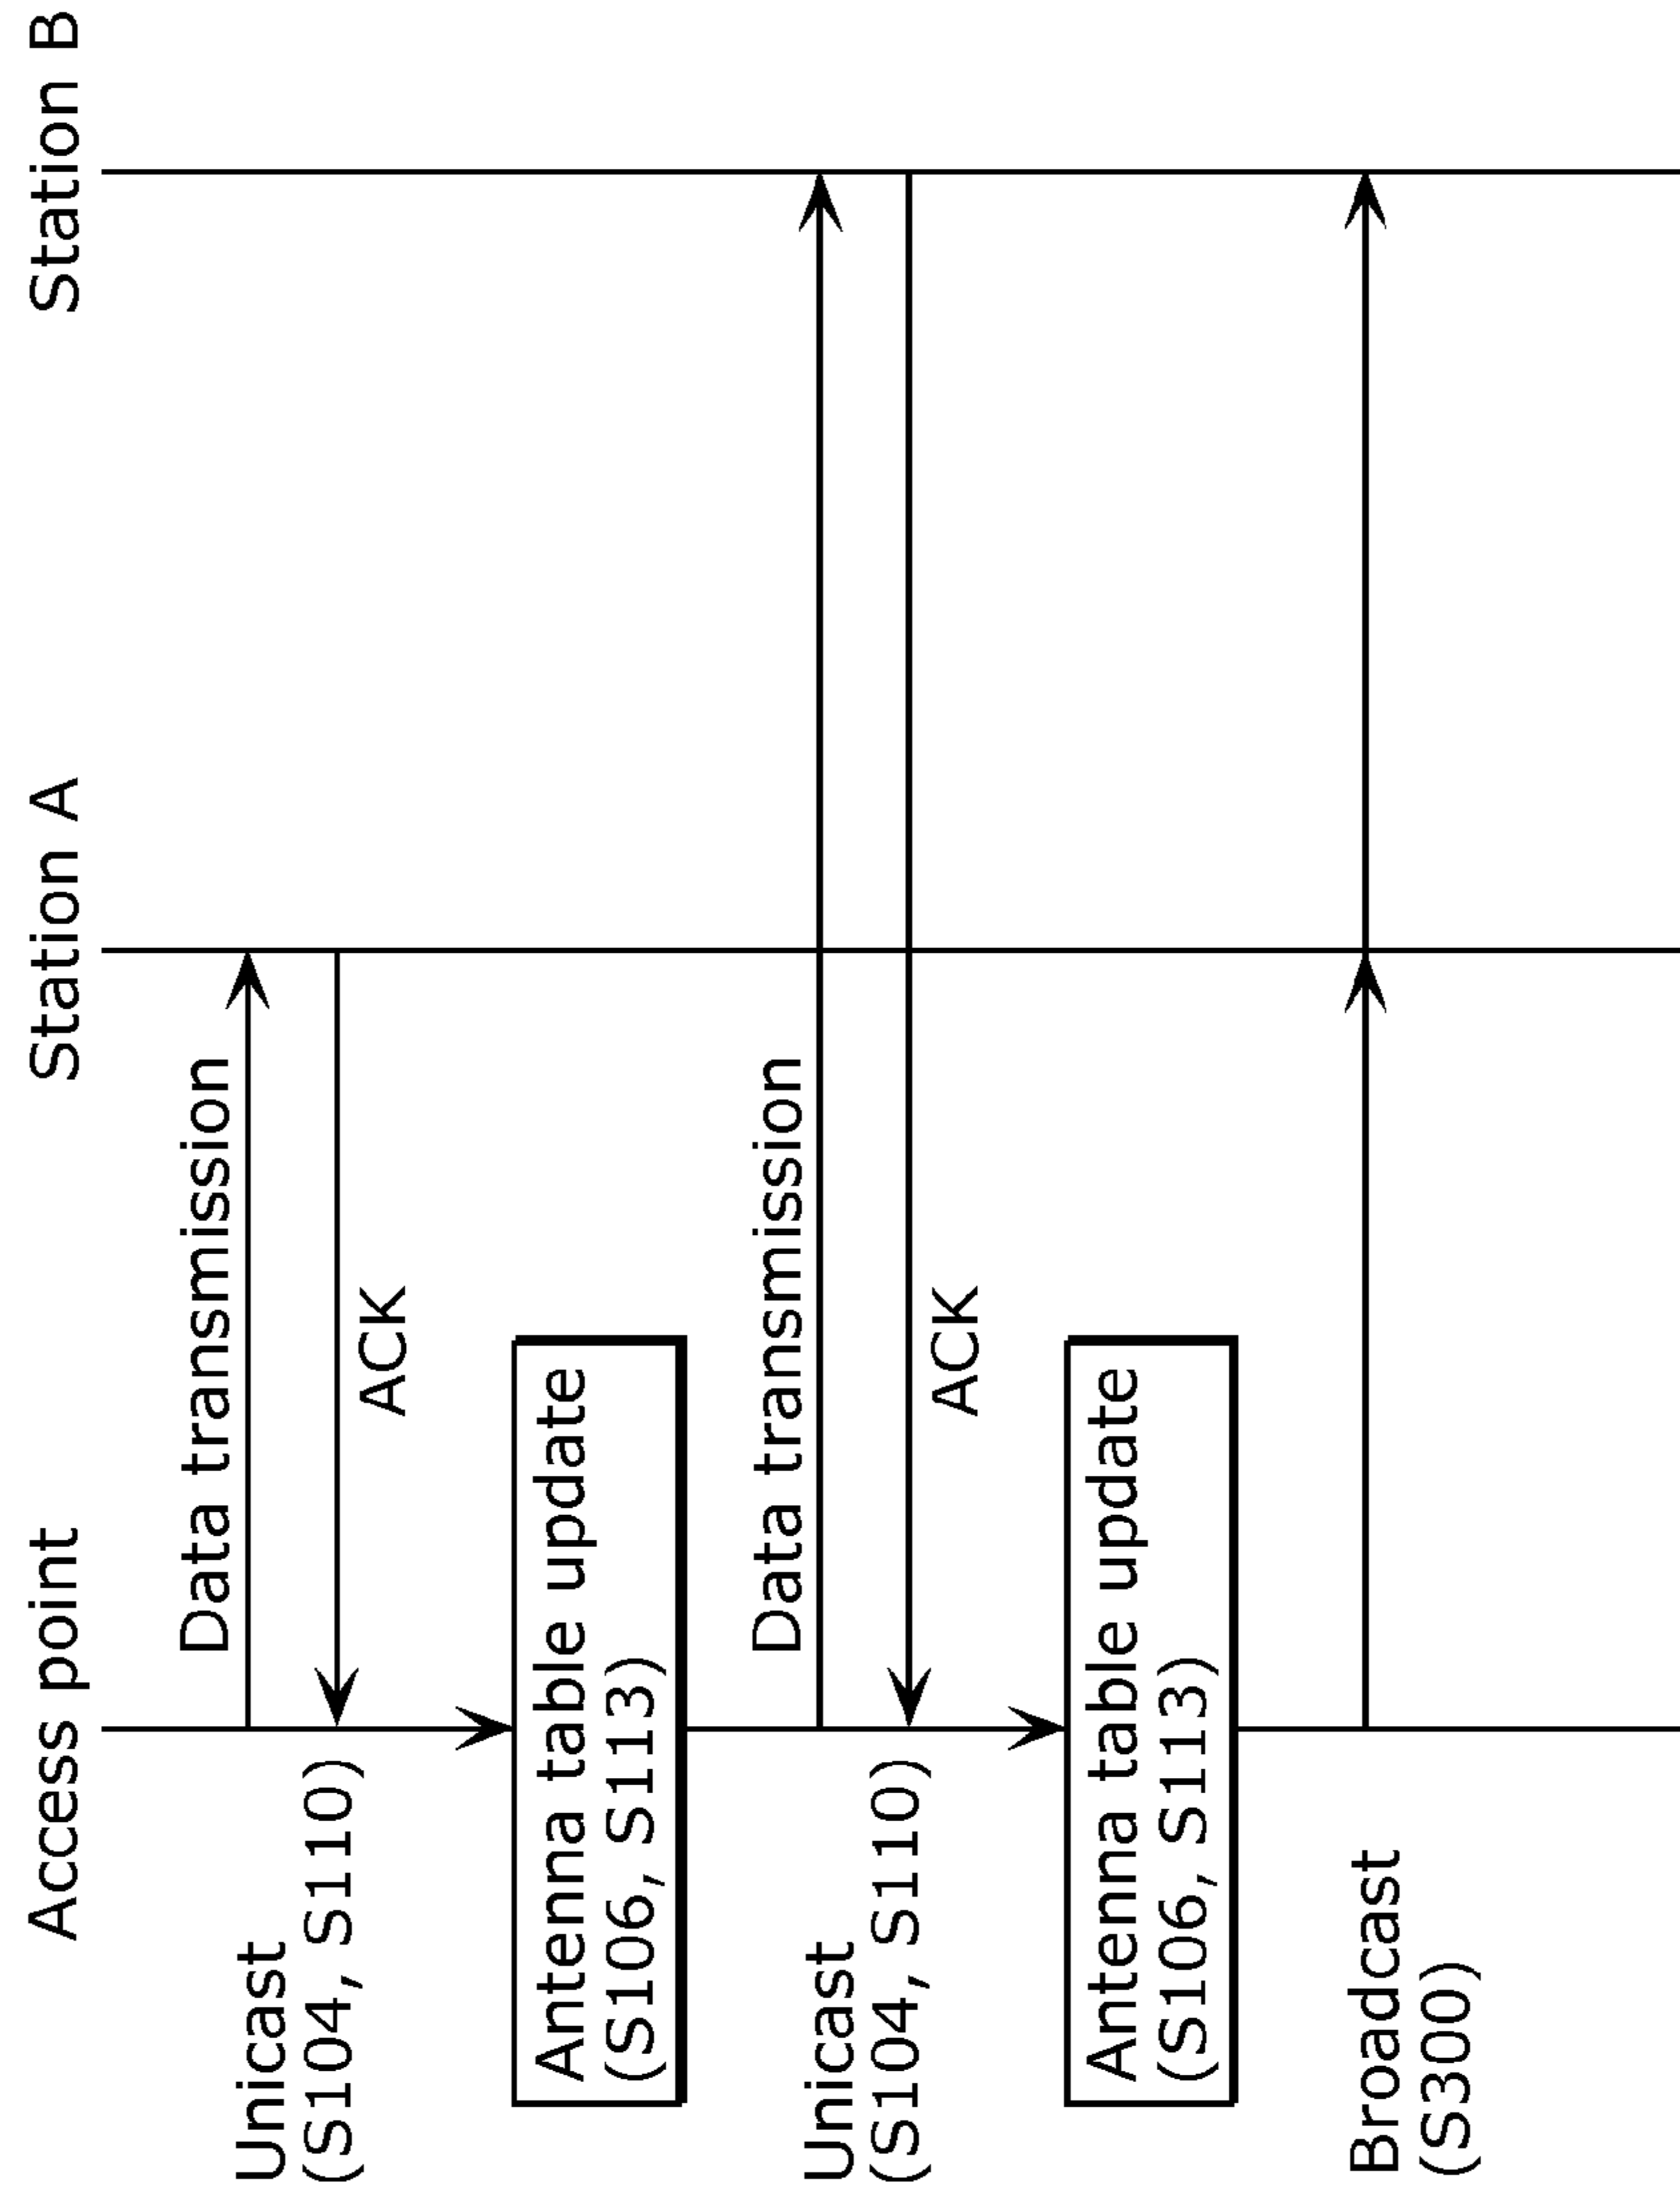 Access point
Station A
Station B
Data transmission
Unicast
(S104, S110)
ACK
Antenna table update
(S106, S113)
Data transmission
Unicast
(S104, S110)
ACK
Antenna table update
(S106, S113)
Broadcast
(S300)